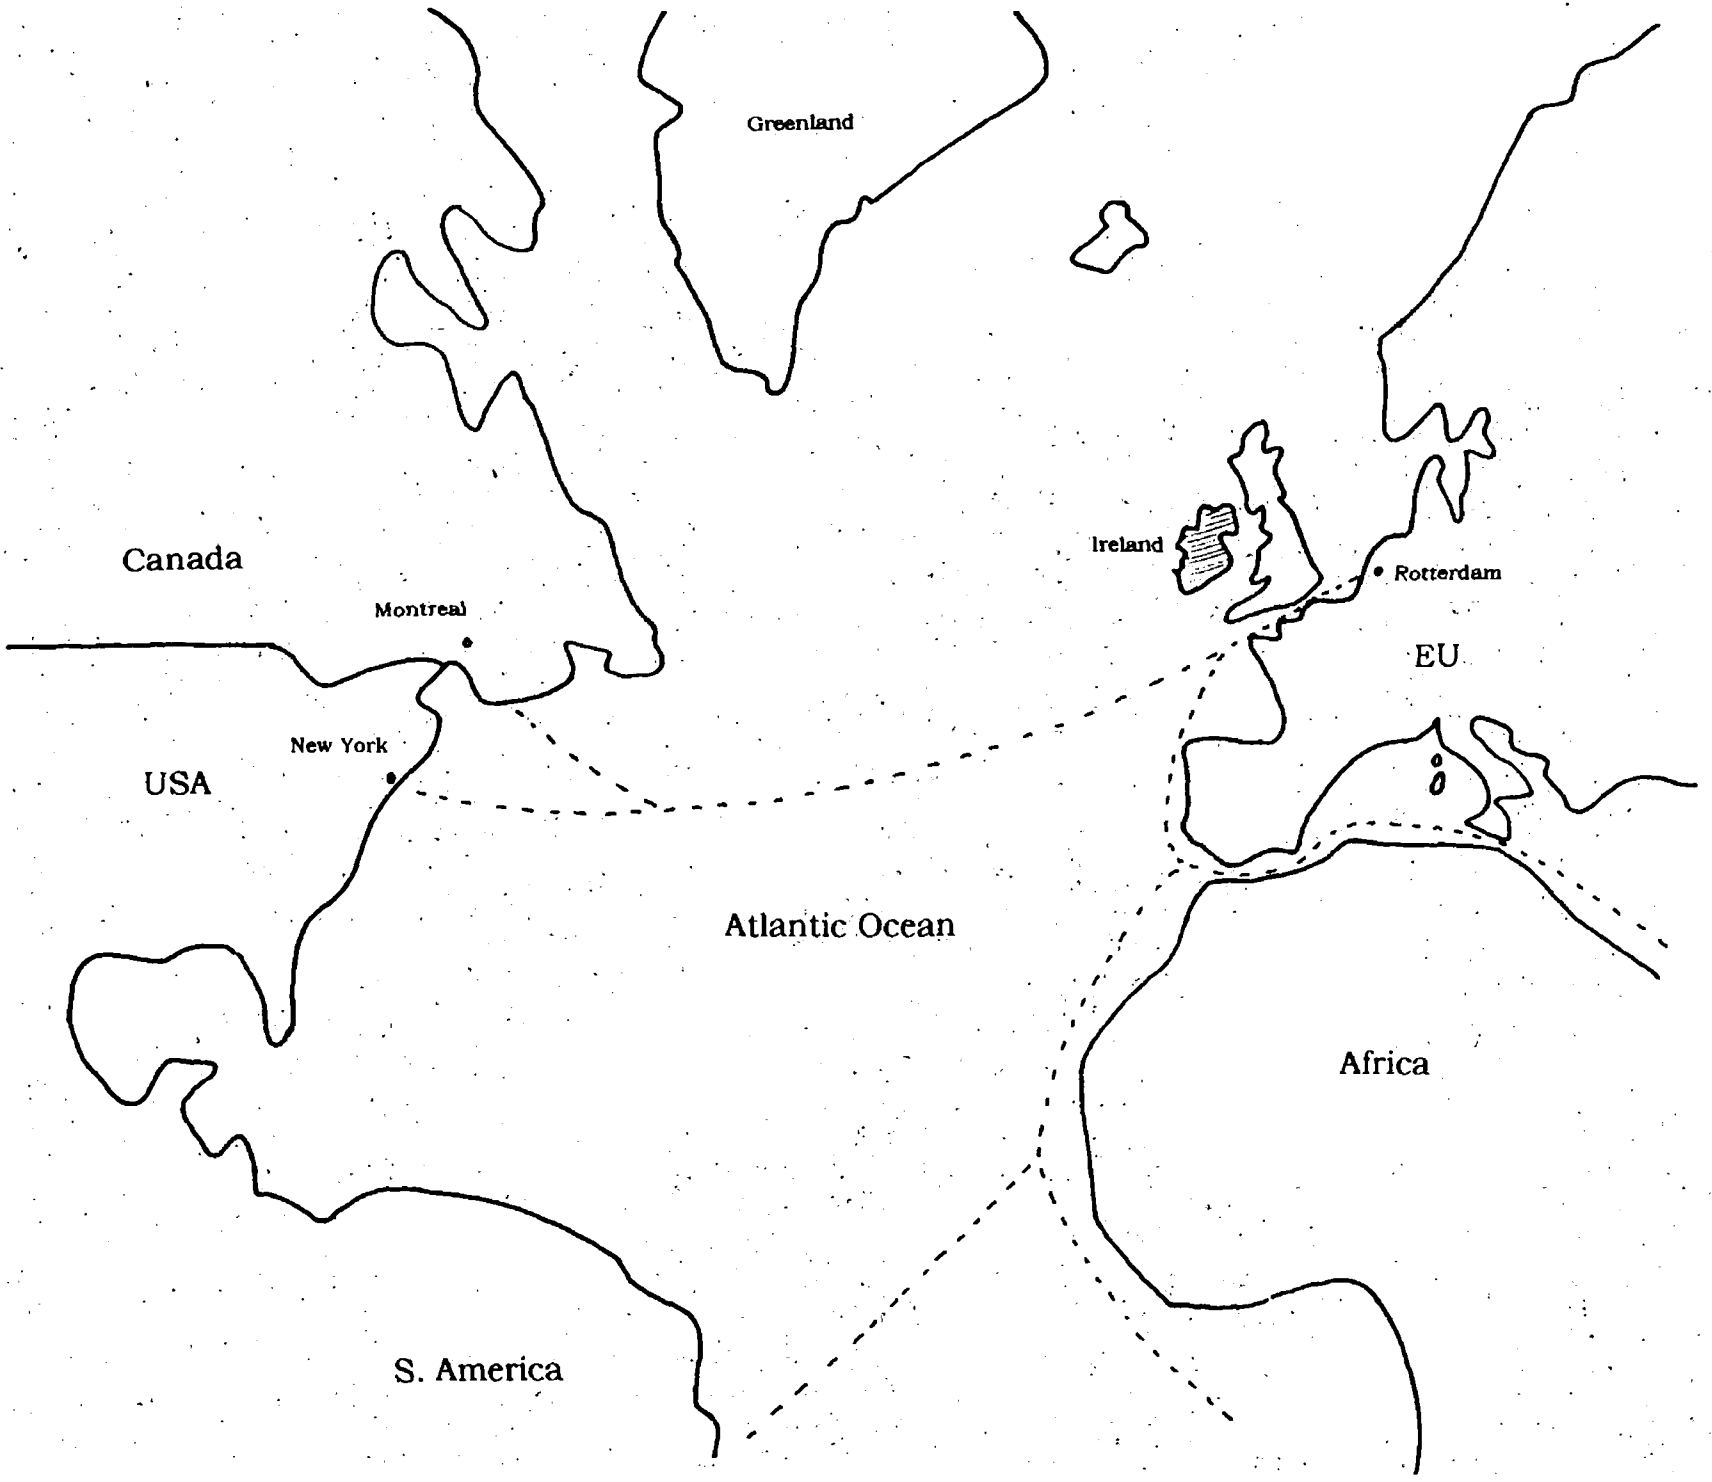 Greenland
Ireland
Canada
Rotterdam
Montreal
EU
New York
USA
Atlantic Ocean
Africa
S. America